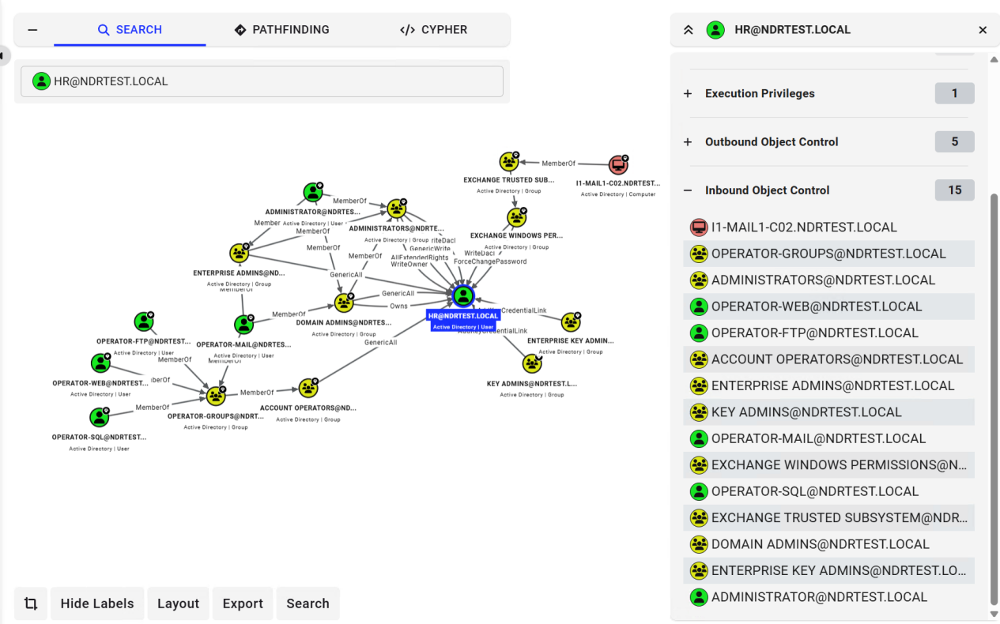 SEARCH
PATHFINDING
</> CYPHER
HR@NDRTEST.LOCAL
MemberOf
EXCHANGE TRUSTED SUB...
Active Directory | Group
I1-MAIL1-C02.NDRTEST...
Active Directory | Computer
MemberOf
ADMINISTRATOR@NDRTES...
Active Directory | User
Member
MemberOf
MemberOf
ADMINISTRATORS@NDRTE...
Active Directory | Group
riteDacl
GenericWrite
AllExtendedRights
WriteOwner
EXCHANGE WINDOWS PER...
Active Directory | Group
WriteDacl
ForceChangePassword
MemberOf
ENTERPRISE ADMINS@ND...
Active Directory | Group
GenericAll
MemberOf
GenericAll
Owns
DOMAIN ADMINS@NDRTES...
Active Directory | Group
MemberOf
HR@NDRTEST.LOCAL
Active Directory | User
CredentialLink
CredentialLink
ENTERPRISE KEY ADMIN...
Active Directory | Group
KEY ADMINS@NDRTEST.L...
Active Directory | Group
OPERATOR-FTP@NDRTEST...
Active Directory | User
MemberOf
OPERATOR-MAIL@NDRTES...
Active Directory | User
MemberOf
GenericAll
OPERATOR-WEB@NDRTEST...
Active Directory | User
berOf
MemberOf
OPERATOR-GROUPS@NDRT...
Active Directory | Group
MemberOf
ACCOUNT OPERATORS@ND...
Active Directory | Group
OPERATOR-SQL@NDRTEST...
Active Directory | User
Hide Labels
Layout
Export
Search
HR@NDRTEST.LOCAL
Execution Privileges 1
Outbound Object Control 5
Inbound Object Control 15
I1-MAIL1-C02.NDRTEST.LOCAL
OPERATOR-GROUPS@NDRTEST.LOCAL
ADMINISTRATORS@NDRTEST.LOCAL
OPERATOR-WEB@NDRTEST.LOCAL
OPERATOR-FTP@NDRTEST.LOCAL
ACCOUNT OPERATORS@NDRTEST.LOCAL
ENTERPRISE ADMINS@NDRTEST.LOCAL
KEY ADMINS@NDRTEST.LOCAL
OPERATOR-MAIL@NDRTEST.LOCAL
EXCHANGE WINDOWS PERMISSIONS@N...
OPERATOR-SQL@NDRTEST.LOCAL
EXCHANGE TRUSTED SUBSYSTEM@NDR...
DOMAIN ADMINS@NDRTEST.LOCAL
ENTERPRISE KEY ADMINS@NDRTEST.LO...
ADMINISTRATOR@NDRTEST.LOCAL